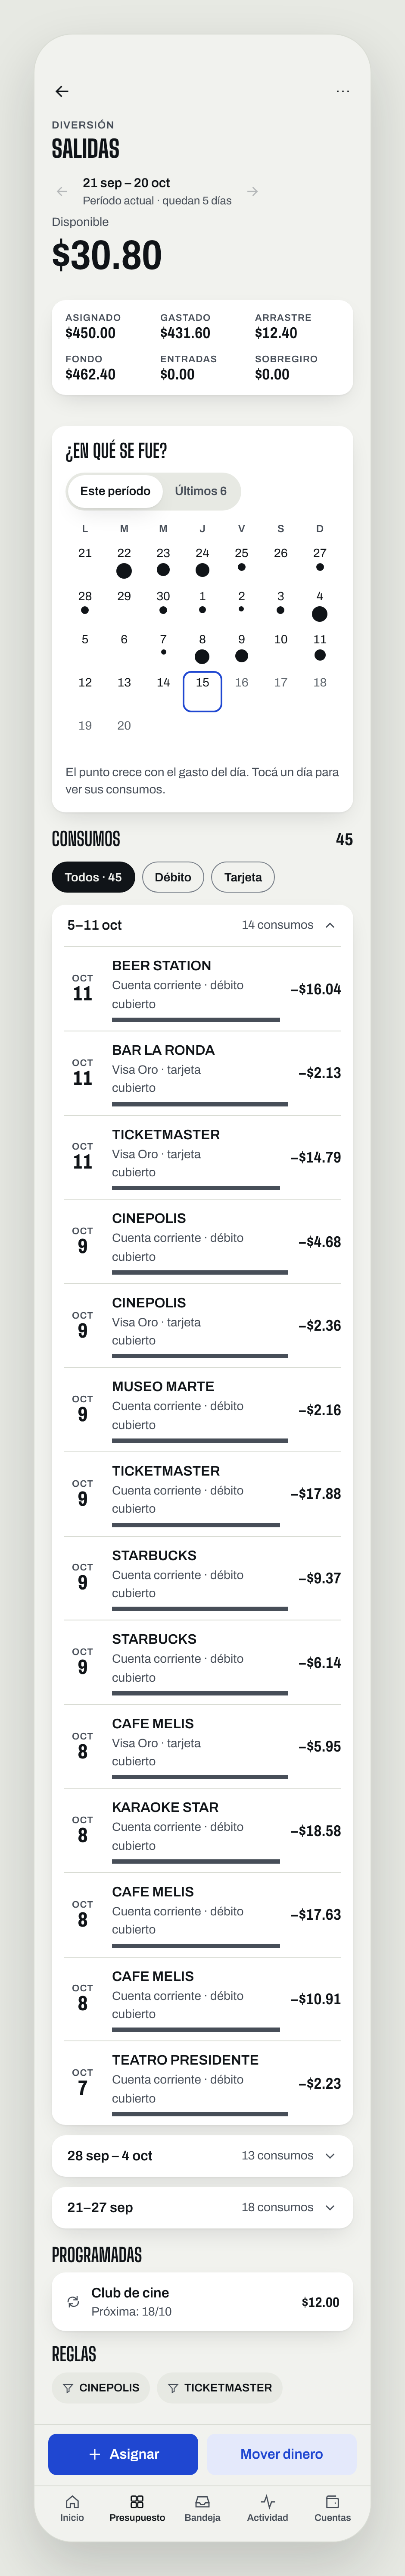 DIVERSIÓN
SALIDAS
21 sep – 20 oct
Período actual · quedan 5 días
Disponible
$30.80
ASIGNADO GASTADO ARRASTRE
$450.00 $431.60 $12.40
FONDO ENTRADAS SOBREGIRO
$462.40 $0.00 $0.00
¿EN QUÉ SE FUE?
Este período Últimos 6
L M M J V S D
21 22 23 24 25 26 27
28 29 30 1 2 3 4
5 6 7 8 9 10 11
12 13 14 15 16 17 18
19 20
El punto crece con el gasto del día. Tocá un día para
ver sus consumos.
CONSUMOS 45
Todos · 45 Débito Tarjeta
5–11 oct 14 consumos
OCT 11
BEER STATION
Cuenta corriente · débito
cubierto
−$16.04
OCT 11
BAR LA RONDA
Visa Oro · tarjeta
cubierto
−$2.13
OCT 11
TICKETMASTER
Visa Oro · tarjeta
cubierto
−$14.79
OCT 9
CINEPOLIS
Cuenta corriente · débito
cubierto
−$4.68
OCT 9
CINEPOLIS
Visa Oro · tarjeta
cubierto
−$2.36
OCT 9
MUSEO MARTE
Cuenta corriente · débito
cubierto
−$2.16
OCT 9
TICKETMASTER
Cuenta corriente · débito
cubierto
−$17.88
OCT 9
STARBUCKS
Cuenta corriente · débito
cubierto
−$9.37
OCT 9
STARBUCKS
Cuenta corriente · débito
cubierto
−$6.14
OCT 8
CAFE MELIS
Visa Oro · tarjeta
cubierto
−$5.95
OCT 8
KARAOKE STAR
Cuenta corriente · débito
cubierto
−$18.58
OCT 8
CAFE MELIS
Cuenta corriente · débito
cubierto
−$17.63
OCT 8
CAFE MELIS
Cuenta corriente · débito
cubierto
−$10.91
OCT 7
TEATRO PRESIDENTE
Cuenta corriente · débito
cubierto
−$2.23
28 sep – 4 oct 13 consumos
21–27 sep 18 consumos
PROGRAMADAS
Club de cine
Próxima: 18/10
$12.00
REGLAS
CINEPOLIS TICKETMASTER
Asignar Mover dinero
Inicio Presupuesto Bandeja Actividad Cuentas